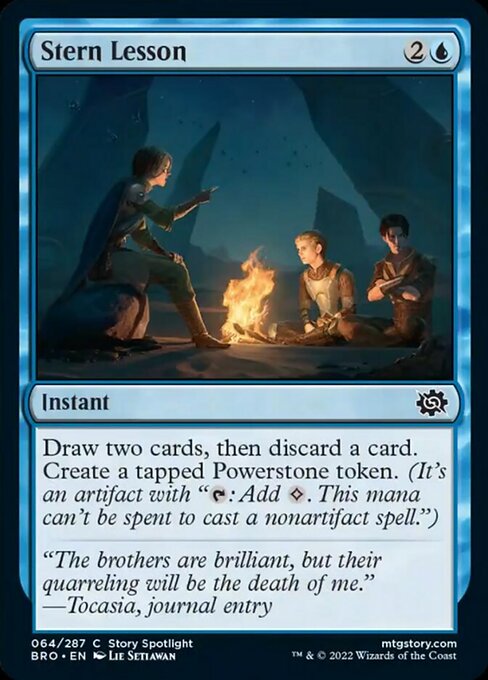 Stern Lesson 2
Instant
Draw two cards, then discard a card.
Create a tapped Powerstone token. (It's
an artifact with “: Add . This mana
can't be spent to cast a nonartifact spell.”)
“The brothers are brilliant, but their
quarreling will be the death of me.”
—Tocasia, journal entry
064/287 C Story Spotlight mtgstory.com
BRO • EN Lie Setiawan ™ & © 2022 Wizards of the Coast